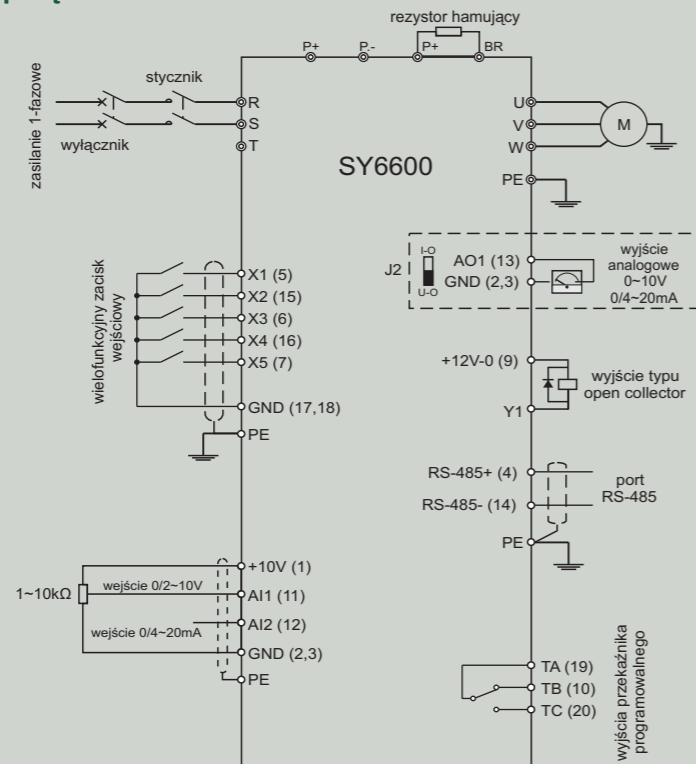 rezystor hamujący
P+
P.-
P+
BR
zasilanie 1-fazowe
stycznik
wyłącznik
R
S
T
SY6600
U
V
W
M
PE
wielofunkcyjny zacisk
wejściowy
X1 (5)
X2 (15)
X3 (6)
X4 (16)
X5 (7)
GND (17,18)
PE
J2
I-O
U-O
AO1 (13)
GND (2,3)
wyjście
analogowe
0~10V
0/4~20mA
+12V-0 (9)
Y1
wyjście typu
open collector
RS-485+ (4)
RS-485- (14)
port
RS-485
PE
1~10kΩ
wejście 0/2~10V
wejście 0/4~20mA
+10V (1)
AI1 (11)
AI2 (12)
GND (2,3)
PE
TA (19)
TB (10)
TC (20)
wyjścia przekaźnika
programowalnego